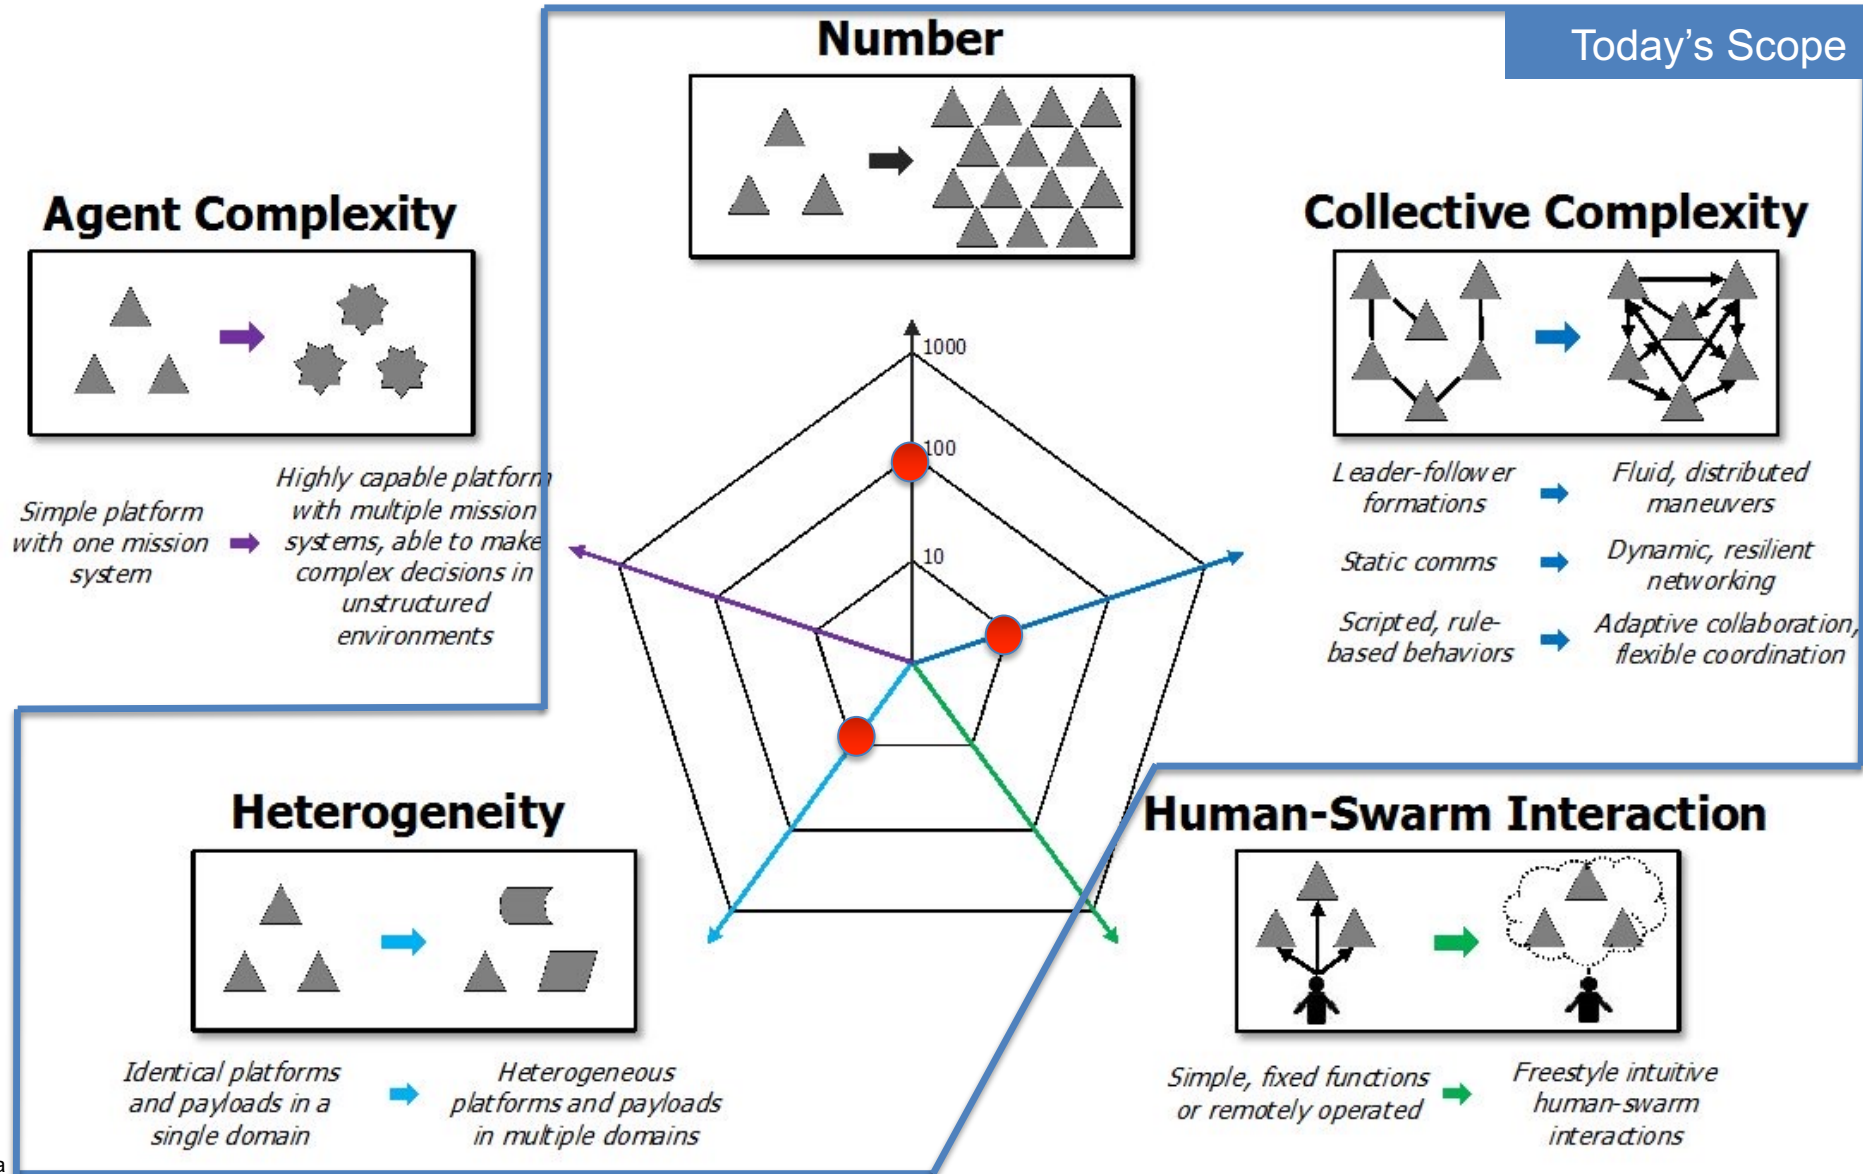 Today's Scope
Number
Agent Complexity
Simple platform
with one mission
system
Highly capable platform
with multiple mission
systems, able to make
complex decisions in
unstructured
environments
Collective Complexity
Leader-follower
formations
Fluid, distributed
maneuvers
Static comms
Dynamic, resilient
networking
Scripted, rule-
based behaviors
Adaptive collaboration,
flexible coordination
1000
100
10
Heterogeneity
Identical platforms
and payloads in a
single domain
Heterogeneous
platforms and payloads
in multiple domains
Human-Swarm Interaction
Simple, fixed functions
or remotely operated
Freestyle intuitive
human-swarm
interactions
a